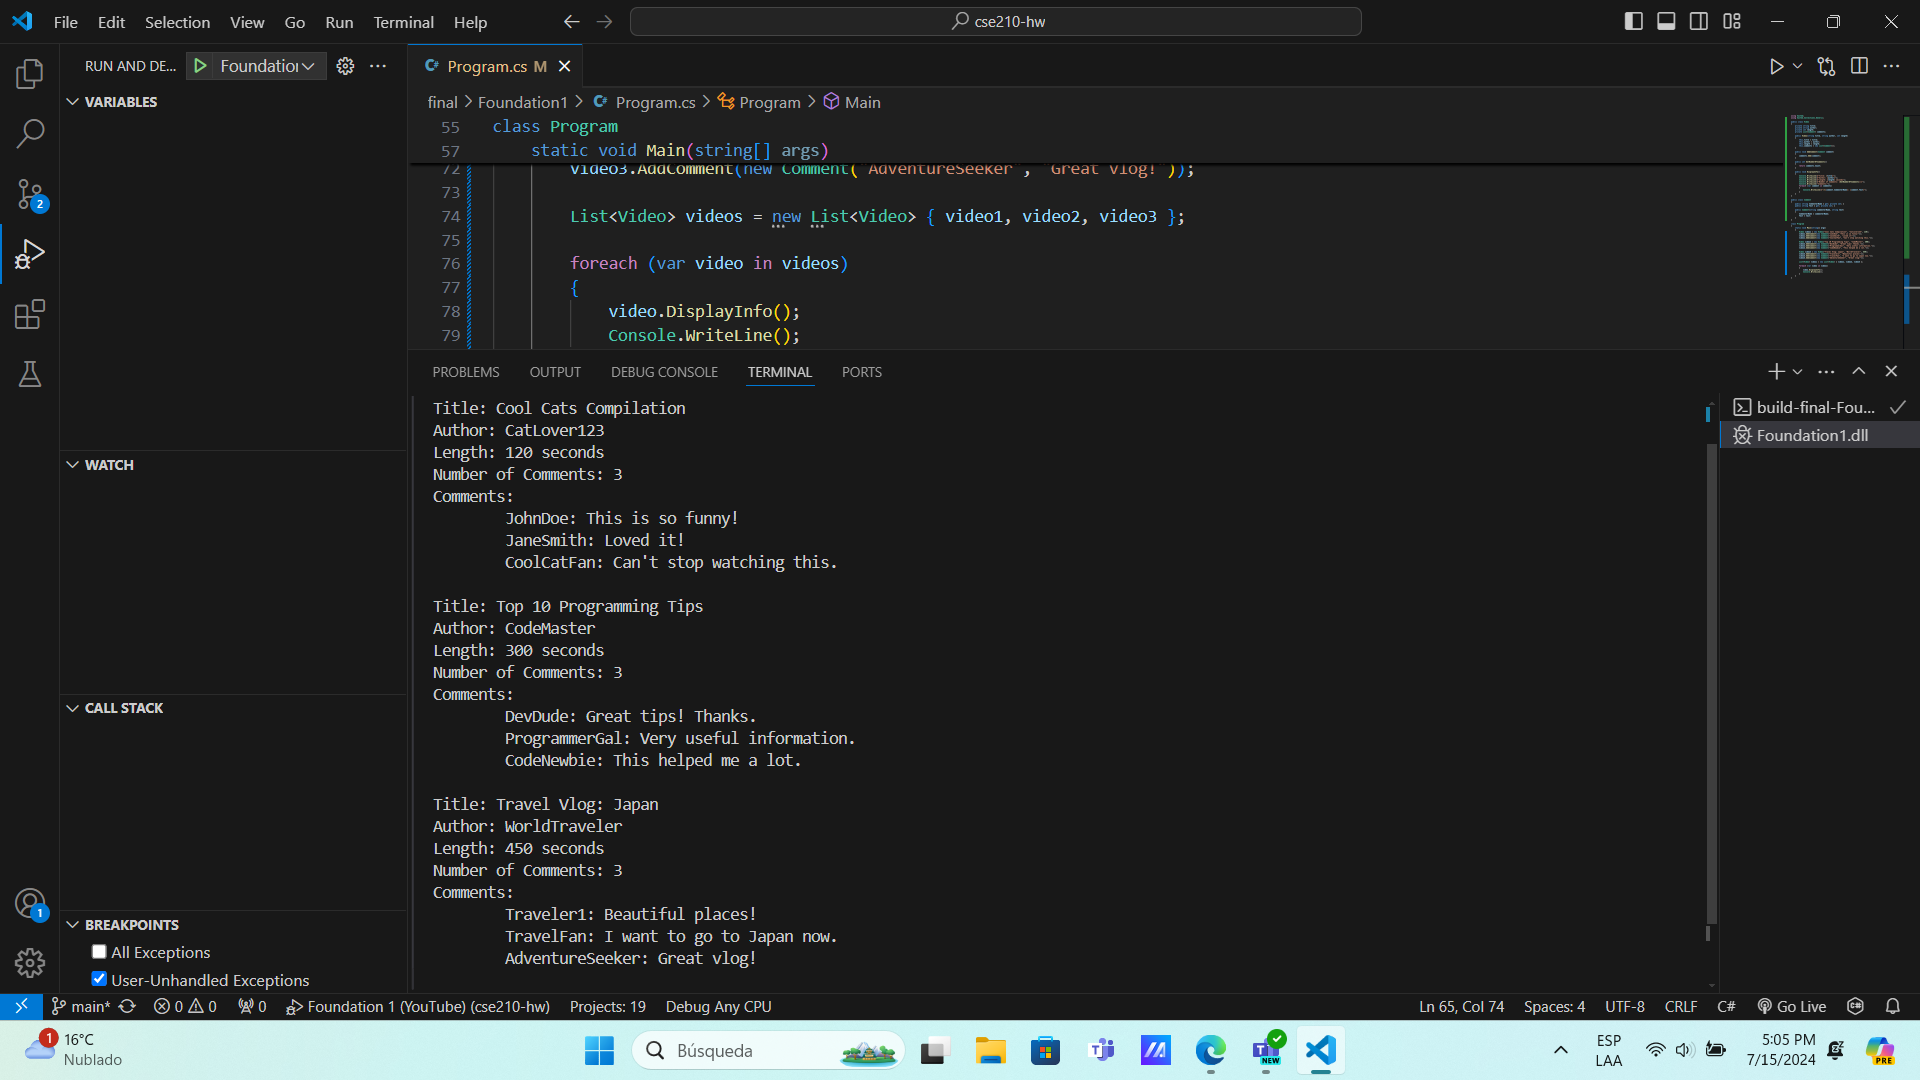 File Edit Selection View Go Run Terminal Help
cse210-hw
RUN AND DE...
Foundation
Program.cs M
VARIABLES
final > Foundation1 > Program.cs > Program > Main
55 class Program
57 static void Main(string[] args)
72 video3.AddComment(new Comment("AdventureSeeker", "Great vlog!"));
73
74 List<Video> videos = new List<Video> { video1, video2, video3 };
75
76 foreach (var video in videos)
77 {
78 video.DisplayInfo();
79 Console.WriteLine();
PROBLEMS OUTPUT DEBUG CONSOLE TERMINAL PORTS
build-final-Fou...
Foundation1.dll
Title: Cool Cats Compilation
Author: CatLover123
Length: 120 seconds
Number of Comments: 3
Comments:
JohnDoe: This is so funny!
JaneSmith: Loved it!
CoolCatFan: Can't stop watching this.
Title: Top 10 Programming Tips
Author: CodeMaster
Length: 300 seconds
Number of Comments: 3
Comments:
DevDude: Great tips! Thanks.
ProgrammerGal: Very useful information.
CodeNewbie: This helped me a lot.
Title: Travel Vlog: Japan
Author: WorldTraveler
Length: 450 seconds
Number of Comments: 3
Comments:
Traveler1: Beautiful places!
TravelFan: I want to go to Japan now.
AdventureSeeker: Great vlog!
WATCH
CALL STACK
BREAKPOINTS
All Exceptions
User-Unhandled Exceptions
2
1
main* 0 0 0 Foundation 1 (YouTube) (cse210-hw) Projects: 19 Debug Any CPU
Ln 65, Col 74 Spaces: 4 UTF-8 CRLF C# Go Live
1
16°C
Nublado
Búsqueda
NEW
ESP
LAA
5:05 PM
7/15/2024
PRE